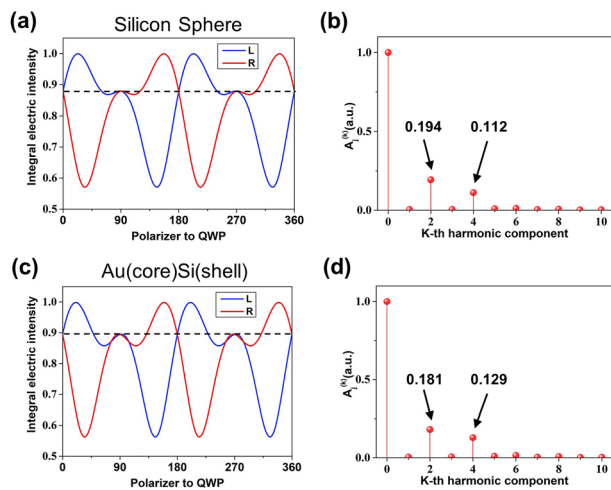 (a) Silicon Sphere
Integral electric intensity
1.0
0.9
0.8
0.7
0.6
0.5
L
R
0 90 180 270 360
Polarizer to QWP
(b)
A_j^(k)(a.u.)
1.0
0.5
0.0
0.194
0.112
0 2 4 6 8 10
K-th harmonic component
(c) Au(core)Si(shell)
Integral electric intensity
1.0
0.9
0.8
0.7
0.6
0.5
L
R
0 90 180 270 360
Polarizer to QWP
(d)
A_j^(k)(a.u.)
1.0
0.5
0.0
0.181
0.129
0 2 4 6 8 10
K-th harmonic component